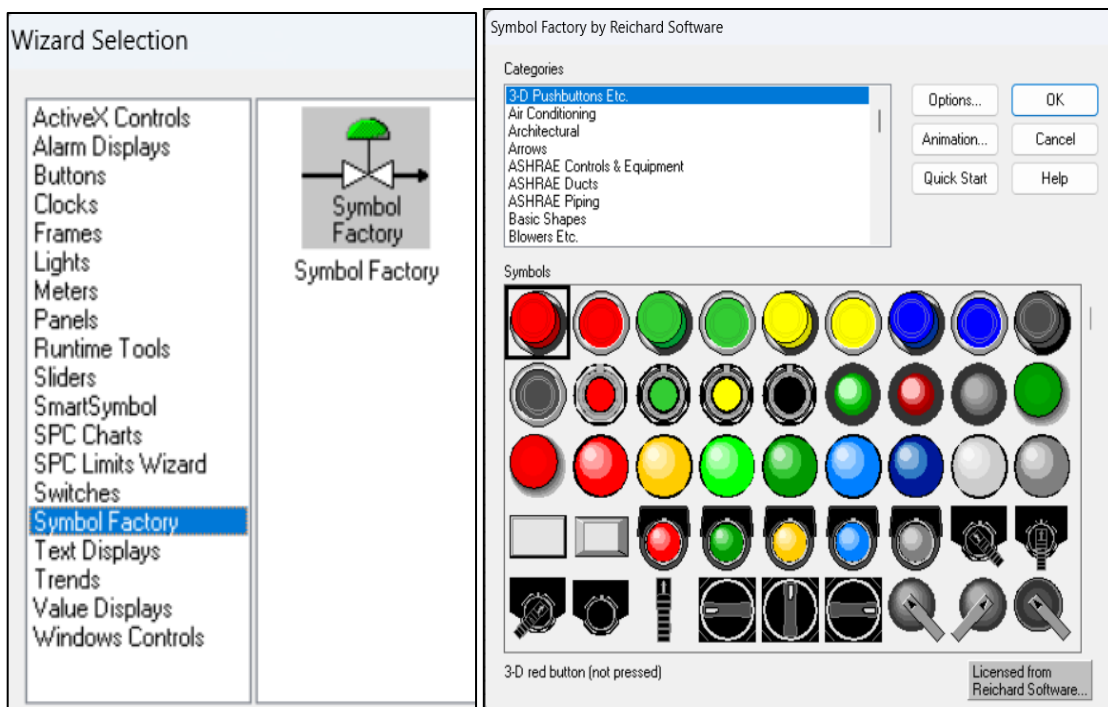 Wizard Selection
ActiveX Controls
Alarm Displays
Buttons
Clocks
Frames
Lights
Meters
Panels
Runtime Tools
Sliders
SmartSymbol
SPC Charts
SPC Limits Wizard
Switches
Symbol Factory
Text Displays
Trends
Value Displays
Windows Controls
Symbol
Factory
Symbol Factory
Symbol Factory by Reichard Software
Categories
3-D Pushbuttons Etc.
Air Conditioning
Architectural
Arrows
ASHRAE Controls & Equipment
ASHRAE Ducts
ASHRAE Piping
Basic Shapes
Blowers Etc.
Options...
OK
Animation...
Cancel
Quick Start
Help
Symbols
3-D red button (not pressed)
Licensed from
Reichard Software...